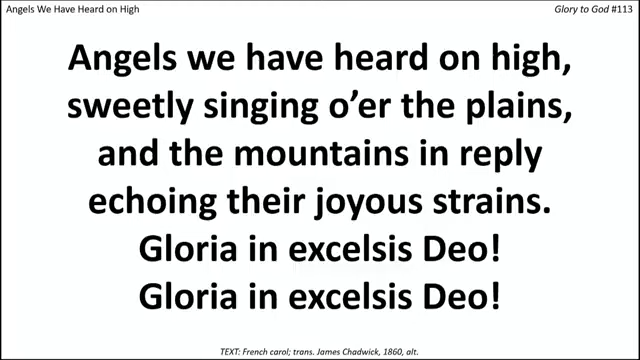 Angels We Have Heard on High
Glory to God #113
Angels we have heard on high,
sweetly singing o’er the plains,
and the mountains in reply
echoing their joyous strains.
Gloria in excelsis Deo!
Gloria in excelsis Deo!
TEXT: French carol; trans. James Chadwick, 1860, alt.